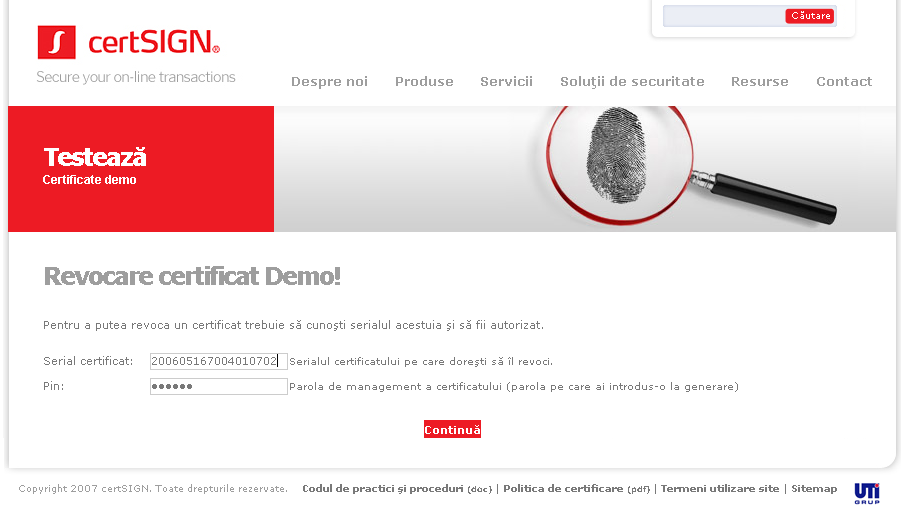 Căutare
certSIGN®
Secure your on-line transactions
Despre noi Produse Servicii Soluţii de securitate Resurse Contact
Testează
Certificate demo
Revocare certificat Demo!
Pentru a putea revoca un certificat trebuie să cunoşti serialul acestuia şi să fii autorizat.
Serial certificat: 200605167004010702 Serialul certificatului pe care doreşti să îl revoci.
Pin: •••••• Parola de management a certificatului (parola pe care ai introdus-o la generare)
Continuă
Copyright 2007 certSIGN. Toate drepturile rezervate. Codul de practici şi proceduri (doc) | Politica de certificare (pdf) | Termeni utilizare site | Sitemap
UTi
GRUP